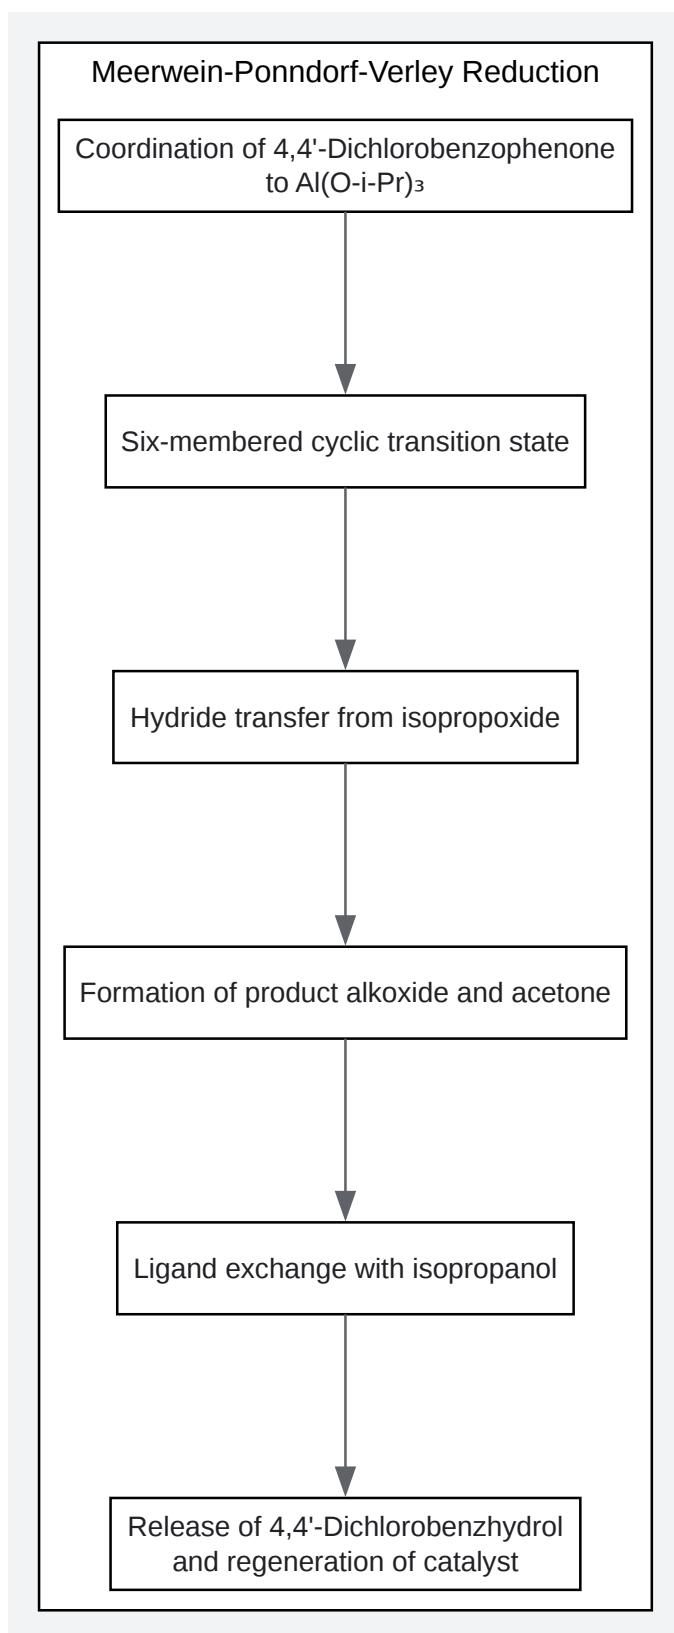 Meerwein-Ponndorf-Verley Reduction
Coordination of 4,4'-Dichlorobenzophenone
to Al(O-i-Pr)₃
Six-membered cyclic transition state
Hydride transfer from isopropoxide
Formation of product alkoxide and acetone
Ligand exchange with isopropanol
Release of 4,4'-Dichlorobenzhydrol
and regeneration of catalyst